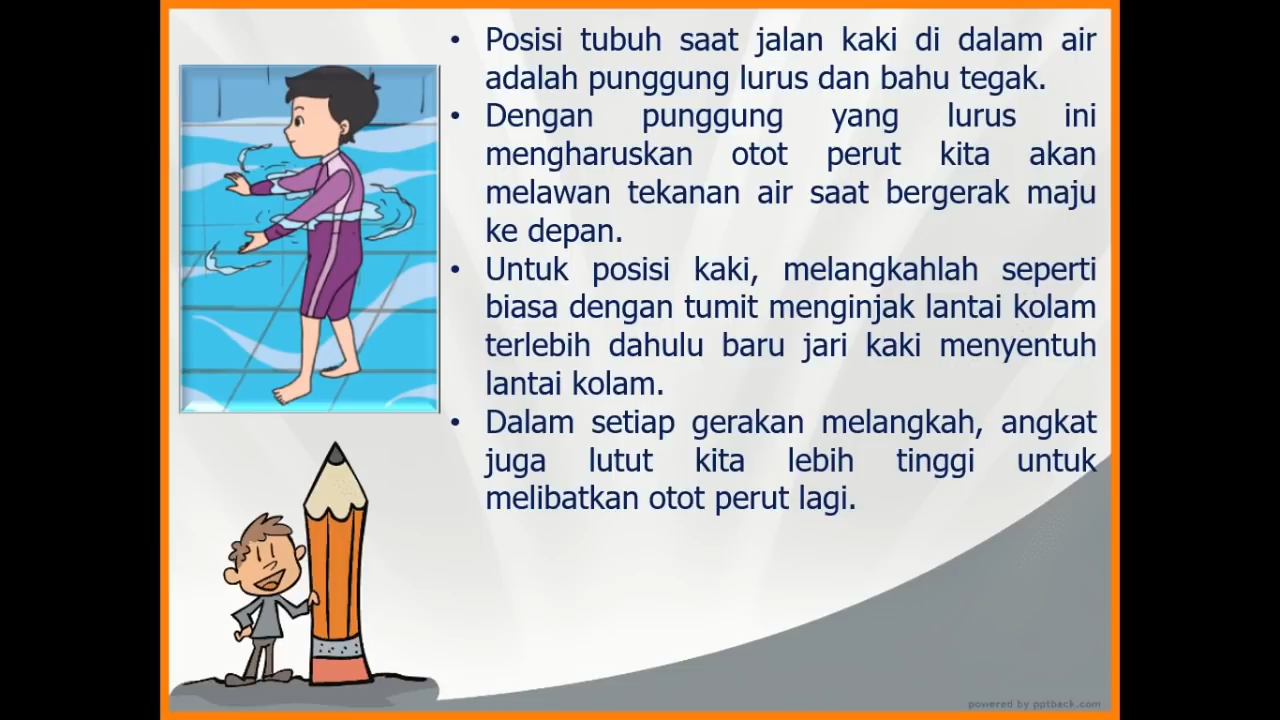 • Posisi tubuh saat jalan kaki di dalam air
adalah punggung lurus dan bahu tegak.
• Dengan punggung yang lurus ini
mengharuskan otot perut kita akan
melawan tekanan air saat bergerak maju
ke depan.
• Untuk posisi kaki, melangkahlah seperti
biasa dengan tumit menginjak lantai kolam
terlebih dahulu baru jari kaki menyentuh
lantai kolam.
• Dalam setiap gerakan melangkah, angkat
juga lutut kita lebih tinggi untuk
melibatkan otot perut lagi.
powered by pptback.com